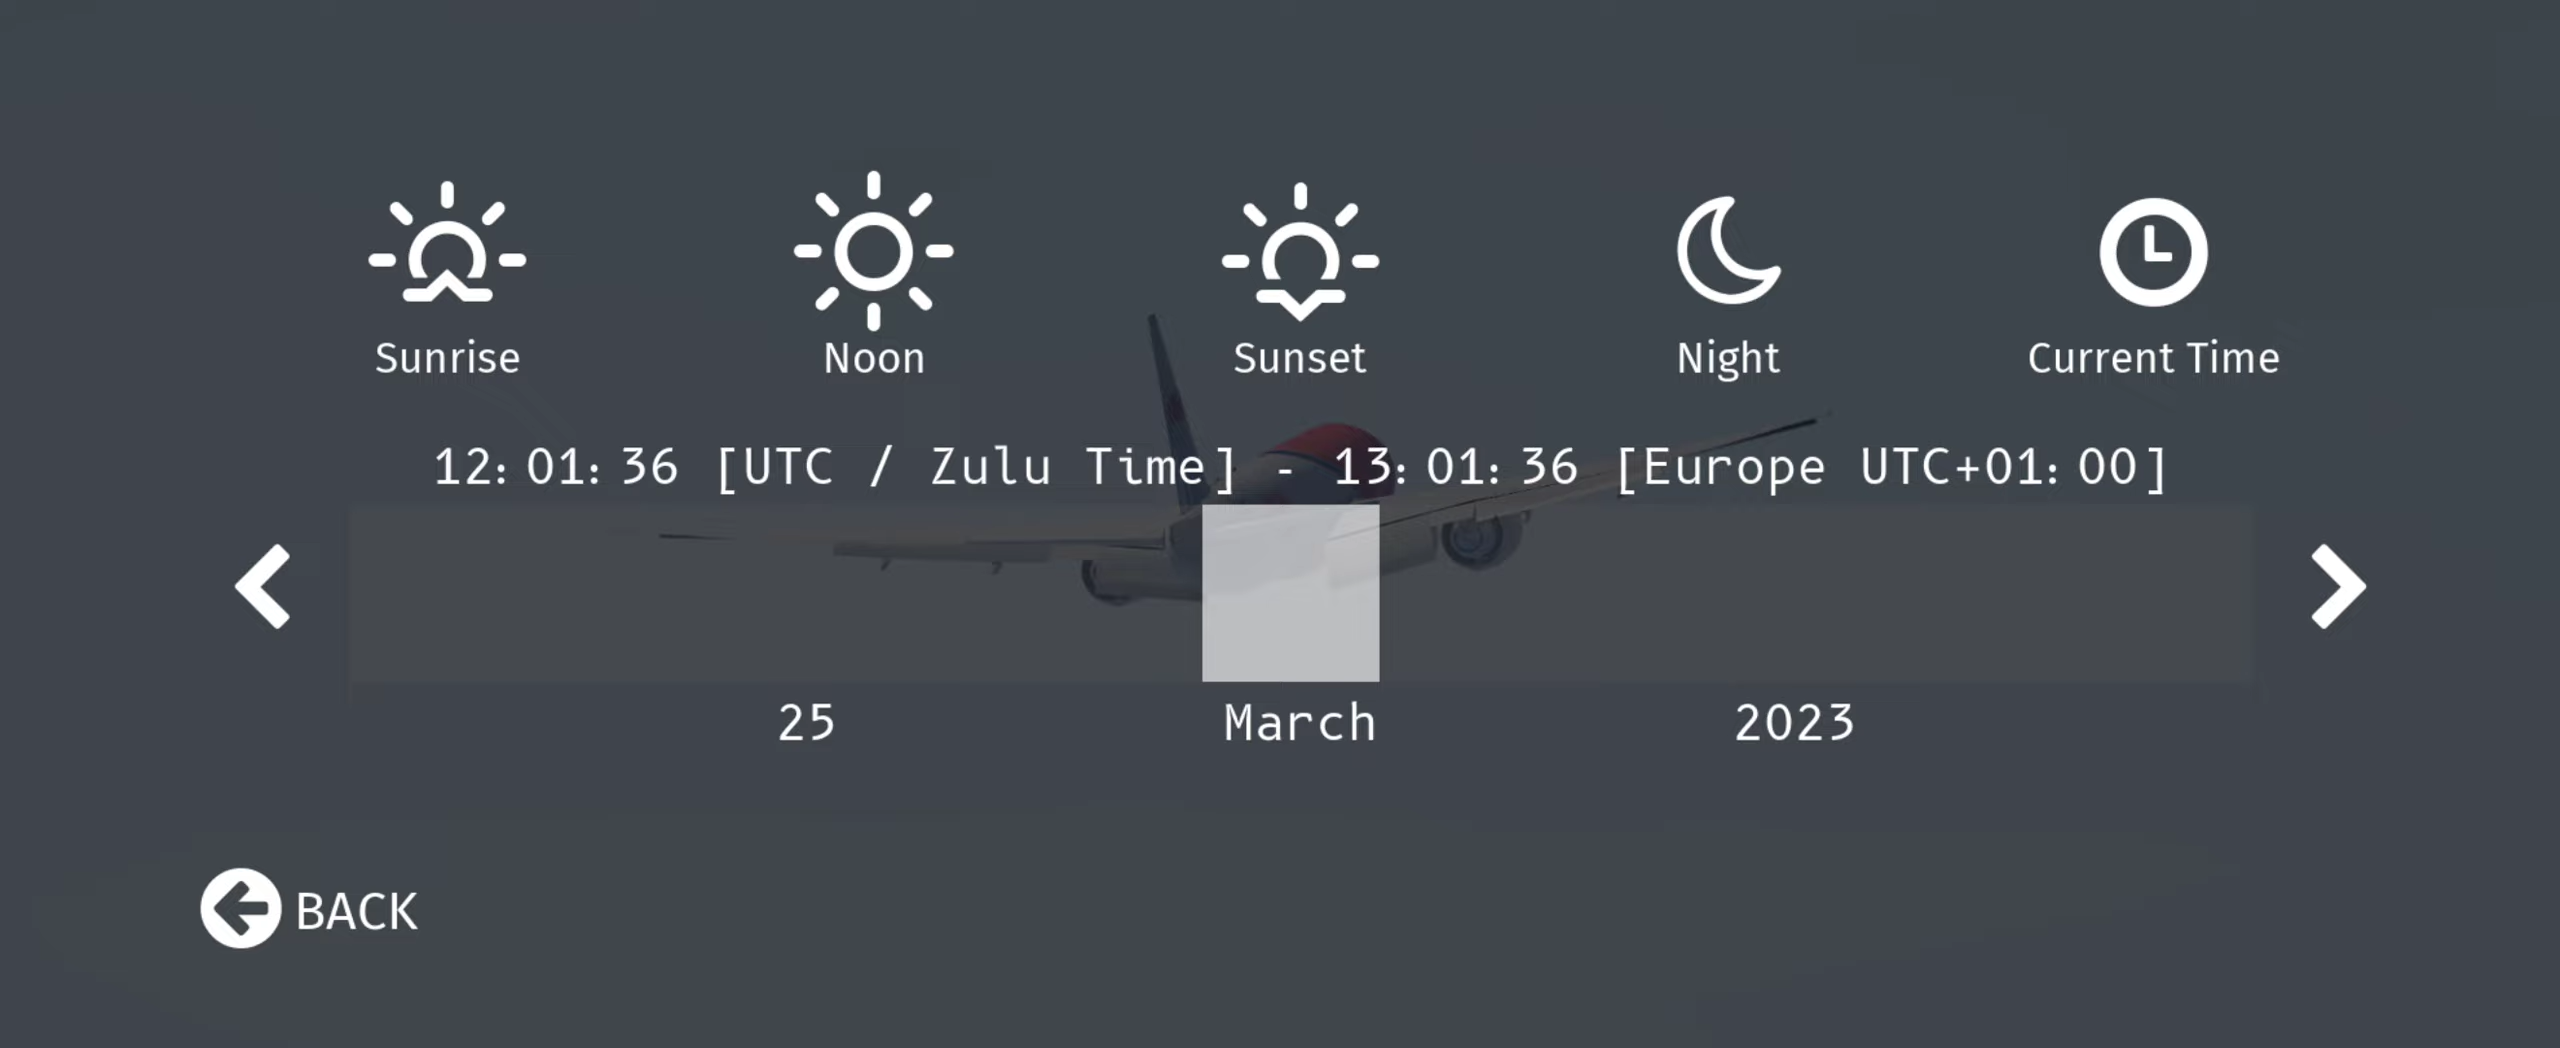 Sunrise Noon Sunset Night Current Time
12:01:36 [UTC / Zulu Time] - 13:01:36 [Europe UTC+01:00]
25 March 2023
BACK